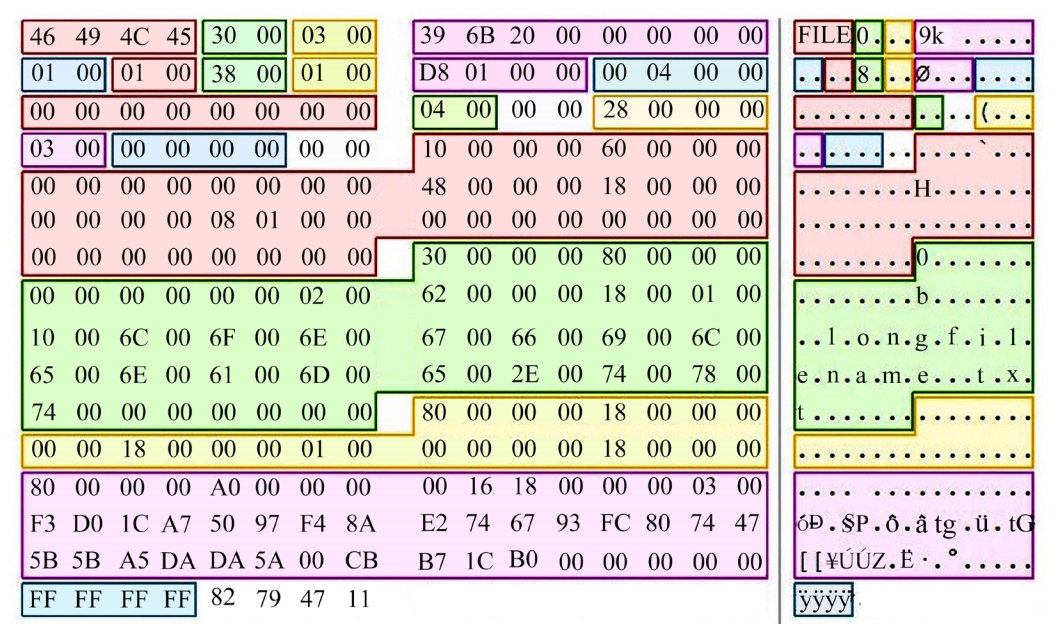 46 49 4C 45 30 00 03 00 39 6B 20 00 00 00 00 00 FILE0...9k .....
01 00 01 00 38 00 01 00 D8 01 00 00 00 04 00 00 ....8...Ø.......
00 00 00 00 00 00 00 00 04 00 00 00 28 00 00 00 ............(...
03 00 00 00 00 00 00 00 10 00 00 00 60 00 00 00 ............`...
00 00 00 00 00 00 00 00 48 00 00 00 18 00 00 00 ........H.......
00 00 00 00 08 01 00 00 00 00 00 00 00 00 00 00 ................
00 00 00 00 00 00 00 00 30 00 00 00 80 00 00 00 ........0.......
00 00 00 00 00 00 02 00 62 00 00 00 18 00 01 00 ........b.......
10 00 6C 00 6F 00 6E 00 67 00 66 00 69 00 6C 00 ..l.o.n.g.f.i.l.
65 00 6E 00 61 00 6D 00 65 00 2E 00 74 00 78 00 e.n.a.m.e...t.x.
74 00 00 00 00 00 00 00 80 00 00 00 18 00 00 00 t...............
00 00 18 00 00 00 01 00 00 00 00 00 18 00 00 00 ................
80 00 00 00 A0 00 00 00 00 16 18 00 00 00 03 00 .... ...........
F3 D0 1C A7 50 97 F4 8A E2 74 67 93 FC 80 74 47 óÐ.§P.ô.âtg.ü.tG
5B 5B A5 DA DA 5A 00 CB B7 1C B0 00 00 00 00 00 [[¥ÚÚZ.Ë·.°.....
FF FF FF FF 82 79 47 11 ÿÿÿÿ